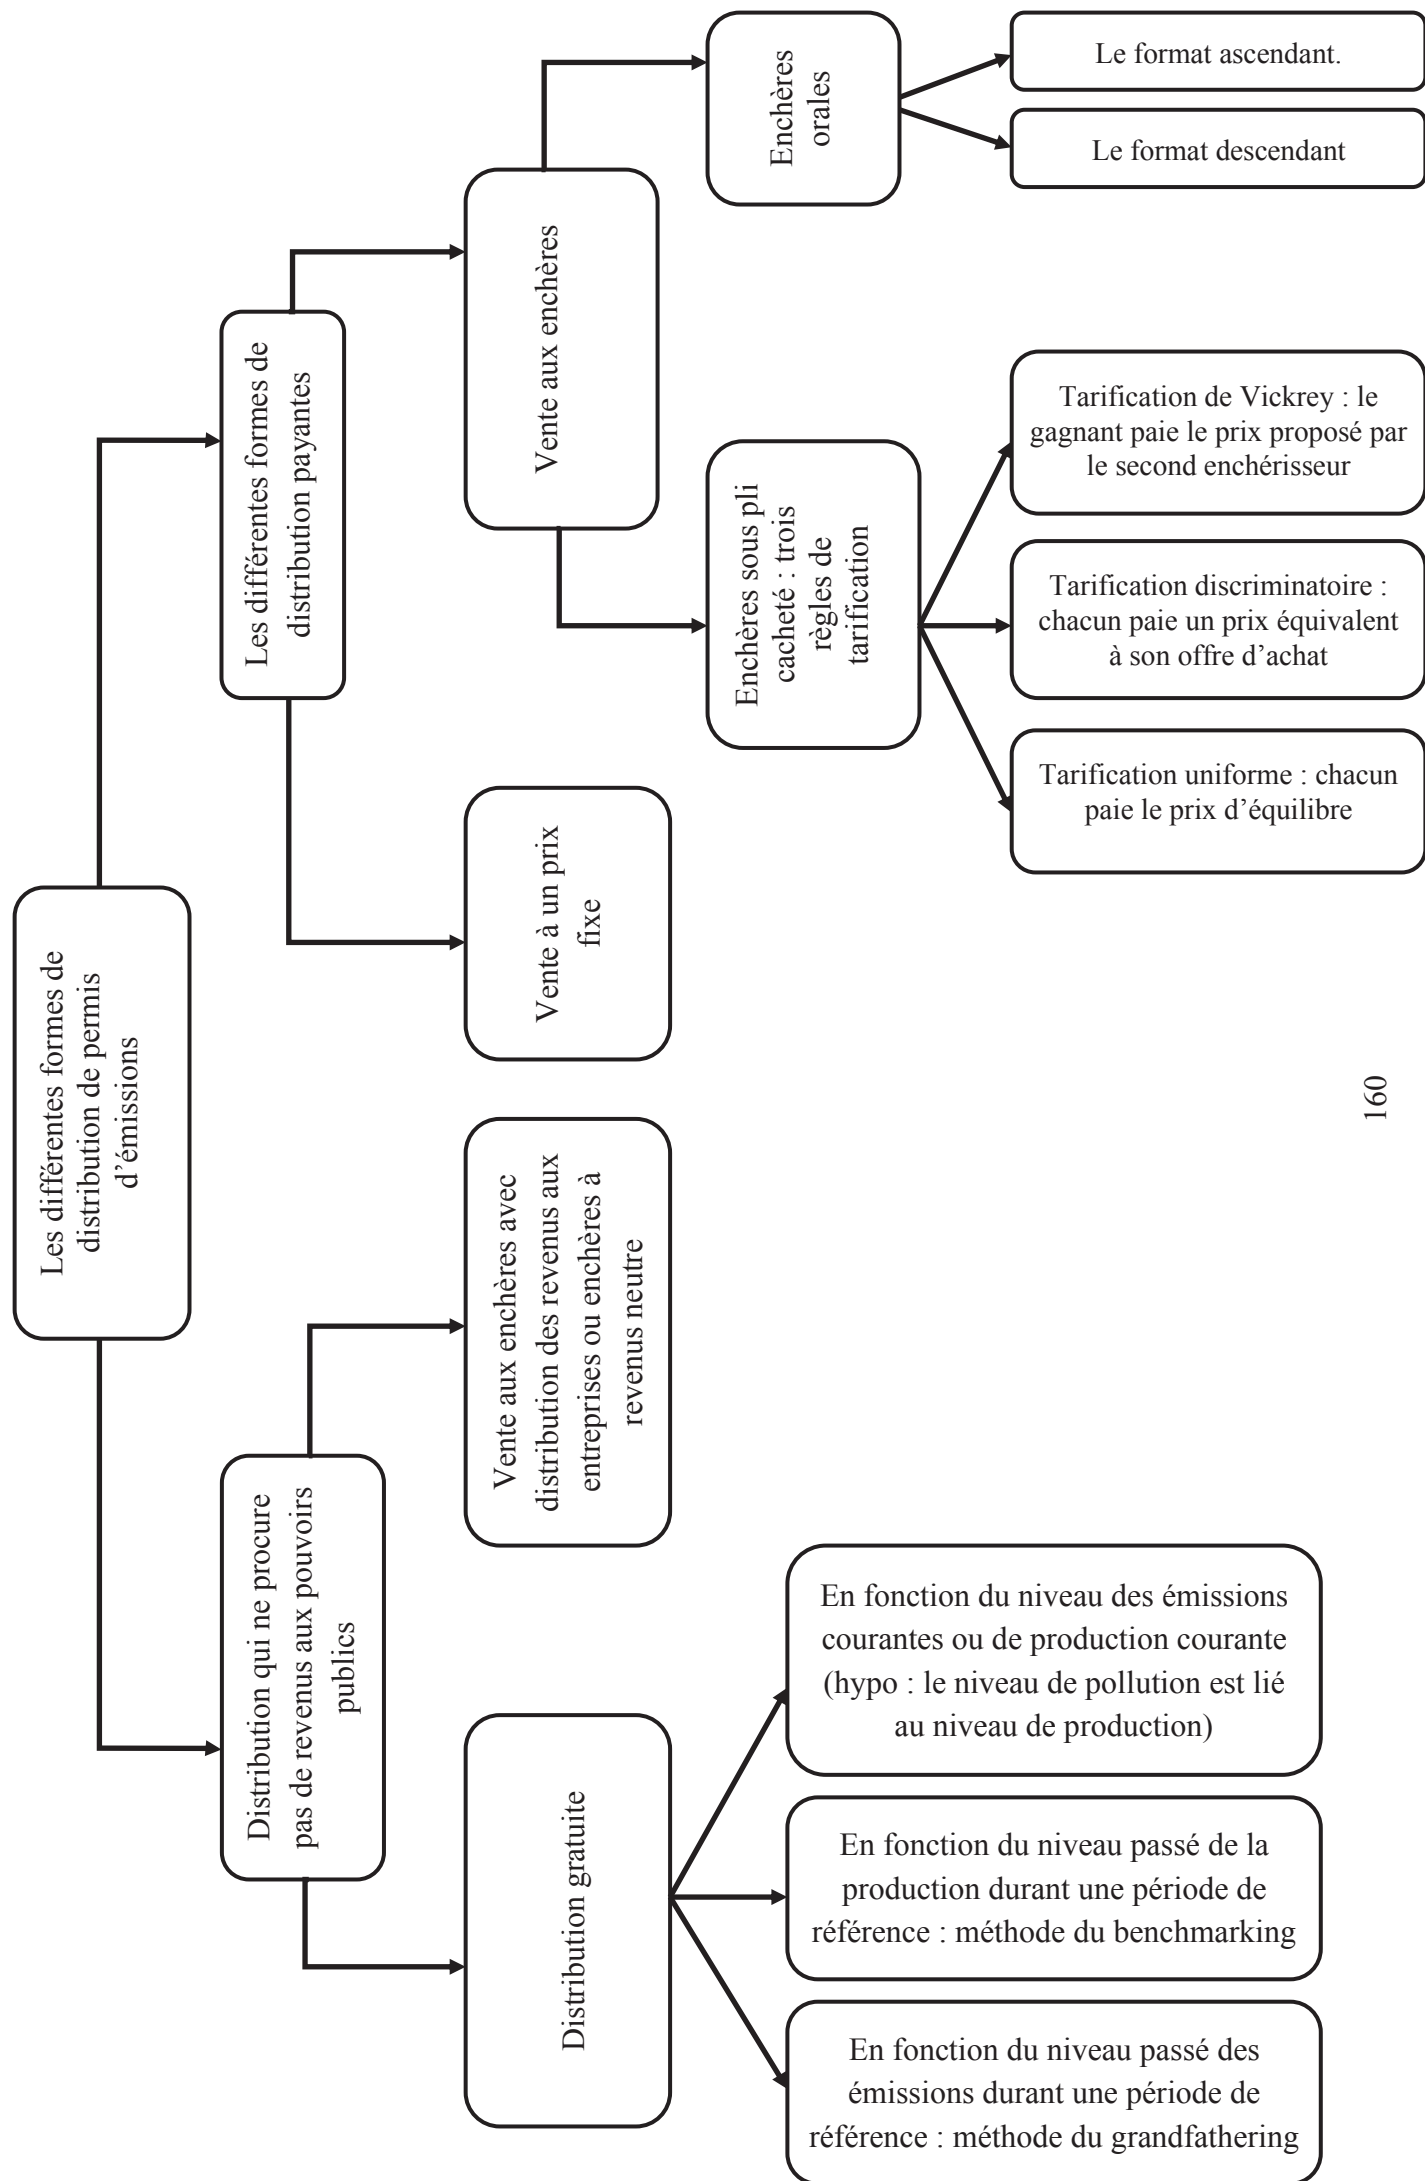 Les différentes formes de
distribution de permis
d’émissions
Distribution qui ne procure
pas de revenus aux pouvoirs
publics
Les différentes formes de
distribution payantes
Distribution gratuite
Vente aux enchères avec
distribution des revenus aux
entreprises ou enchères à
revenus neutre
Vente à un prix
fixe
Vente aux enchères
Enchères sous pli
cacheté : trois
règles de
tarification
Enchères
orales
En fonction du niveau passé des
émissions durant une période de
référence : méthode du grandfathering
En fonction du niveau passé de la
production durant une période de
référence : méthode du benchmarking
En fonction du niveau des émissions
courantes ou de production courante
(hypo : le niveau de pollution est lié
au niveau de production)
Tarification uniforme : chacun
paie le prix d’équilibre
Tarification discriminatoire :
chacun paie un prix équivalent
à son offre d’achat
Tarification de Vickrey : le
gagnant paie le prix proposé par
le second enchérisseur
Le format descendant
Le format ascendant.
160